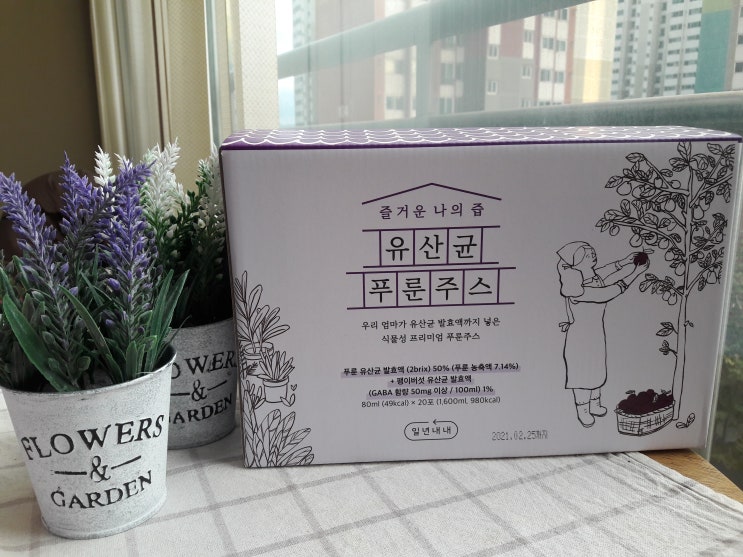 즐거운 나의 즙
유산균
푸룬주스
우리 엄마가 유산균 발효액까지 넣은
식물성 프리미엄 푸룬주스
푸룬 유산균 발효액 (2brix) 50% (푸룬 농축액 7.14%)
+ 팽이버섯 유산균 발효액
(GABA 함량 50mg 이상 / 100ml) 1%
80ml (49kcal) × 20포 (1,600ml, 980kcal)
일년내내
2021.02.25까지
FLOWERS
&
GARDEN
FLOWERS
&
GARDEN